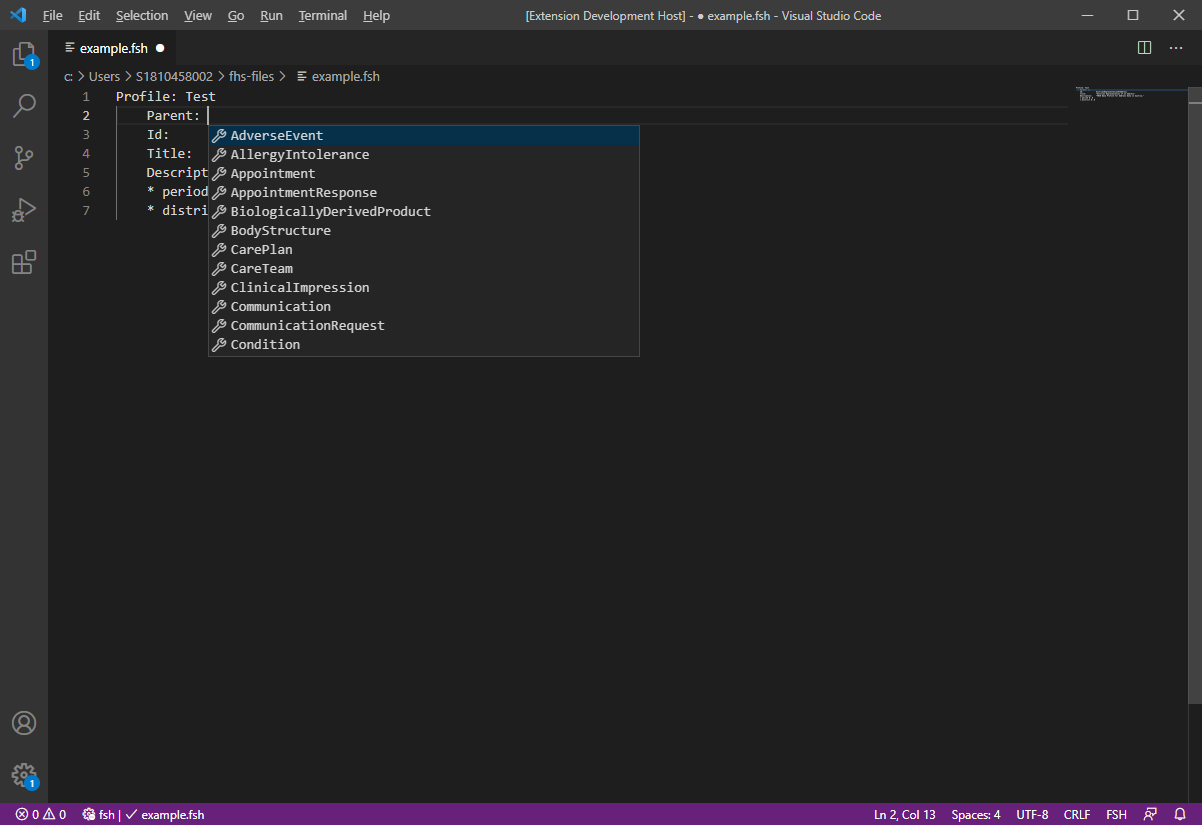 File Edit Selection View Go Run Terminal Help [Extension Development Host] - ● example.fsh - Visual Studio Code
example.fsh
c: > Users > S1810458002 > fhs-files > example.fsh
1 Profile: Test
2 Parent:
3 Id:
4 Title:
5 Descript
6 * period
7 * distri
AdverseEvent
AllergyIntolerance
Appointment
AppointmentResponse
BiologicallyDerivedProduct
BodyStructure
CarePlan
CareTeam
ClinicalImpression
Communication
CommunicationRequest
Condition
1
1
0 0 fsh | ✓ example.fsh Ln 2, Col 13 Spaces: 4 UTF-8 CRLF FSH